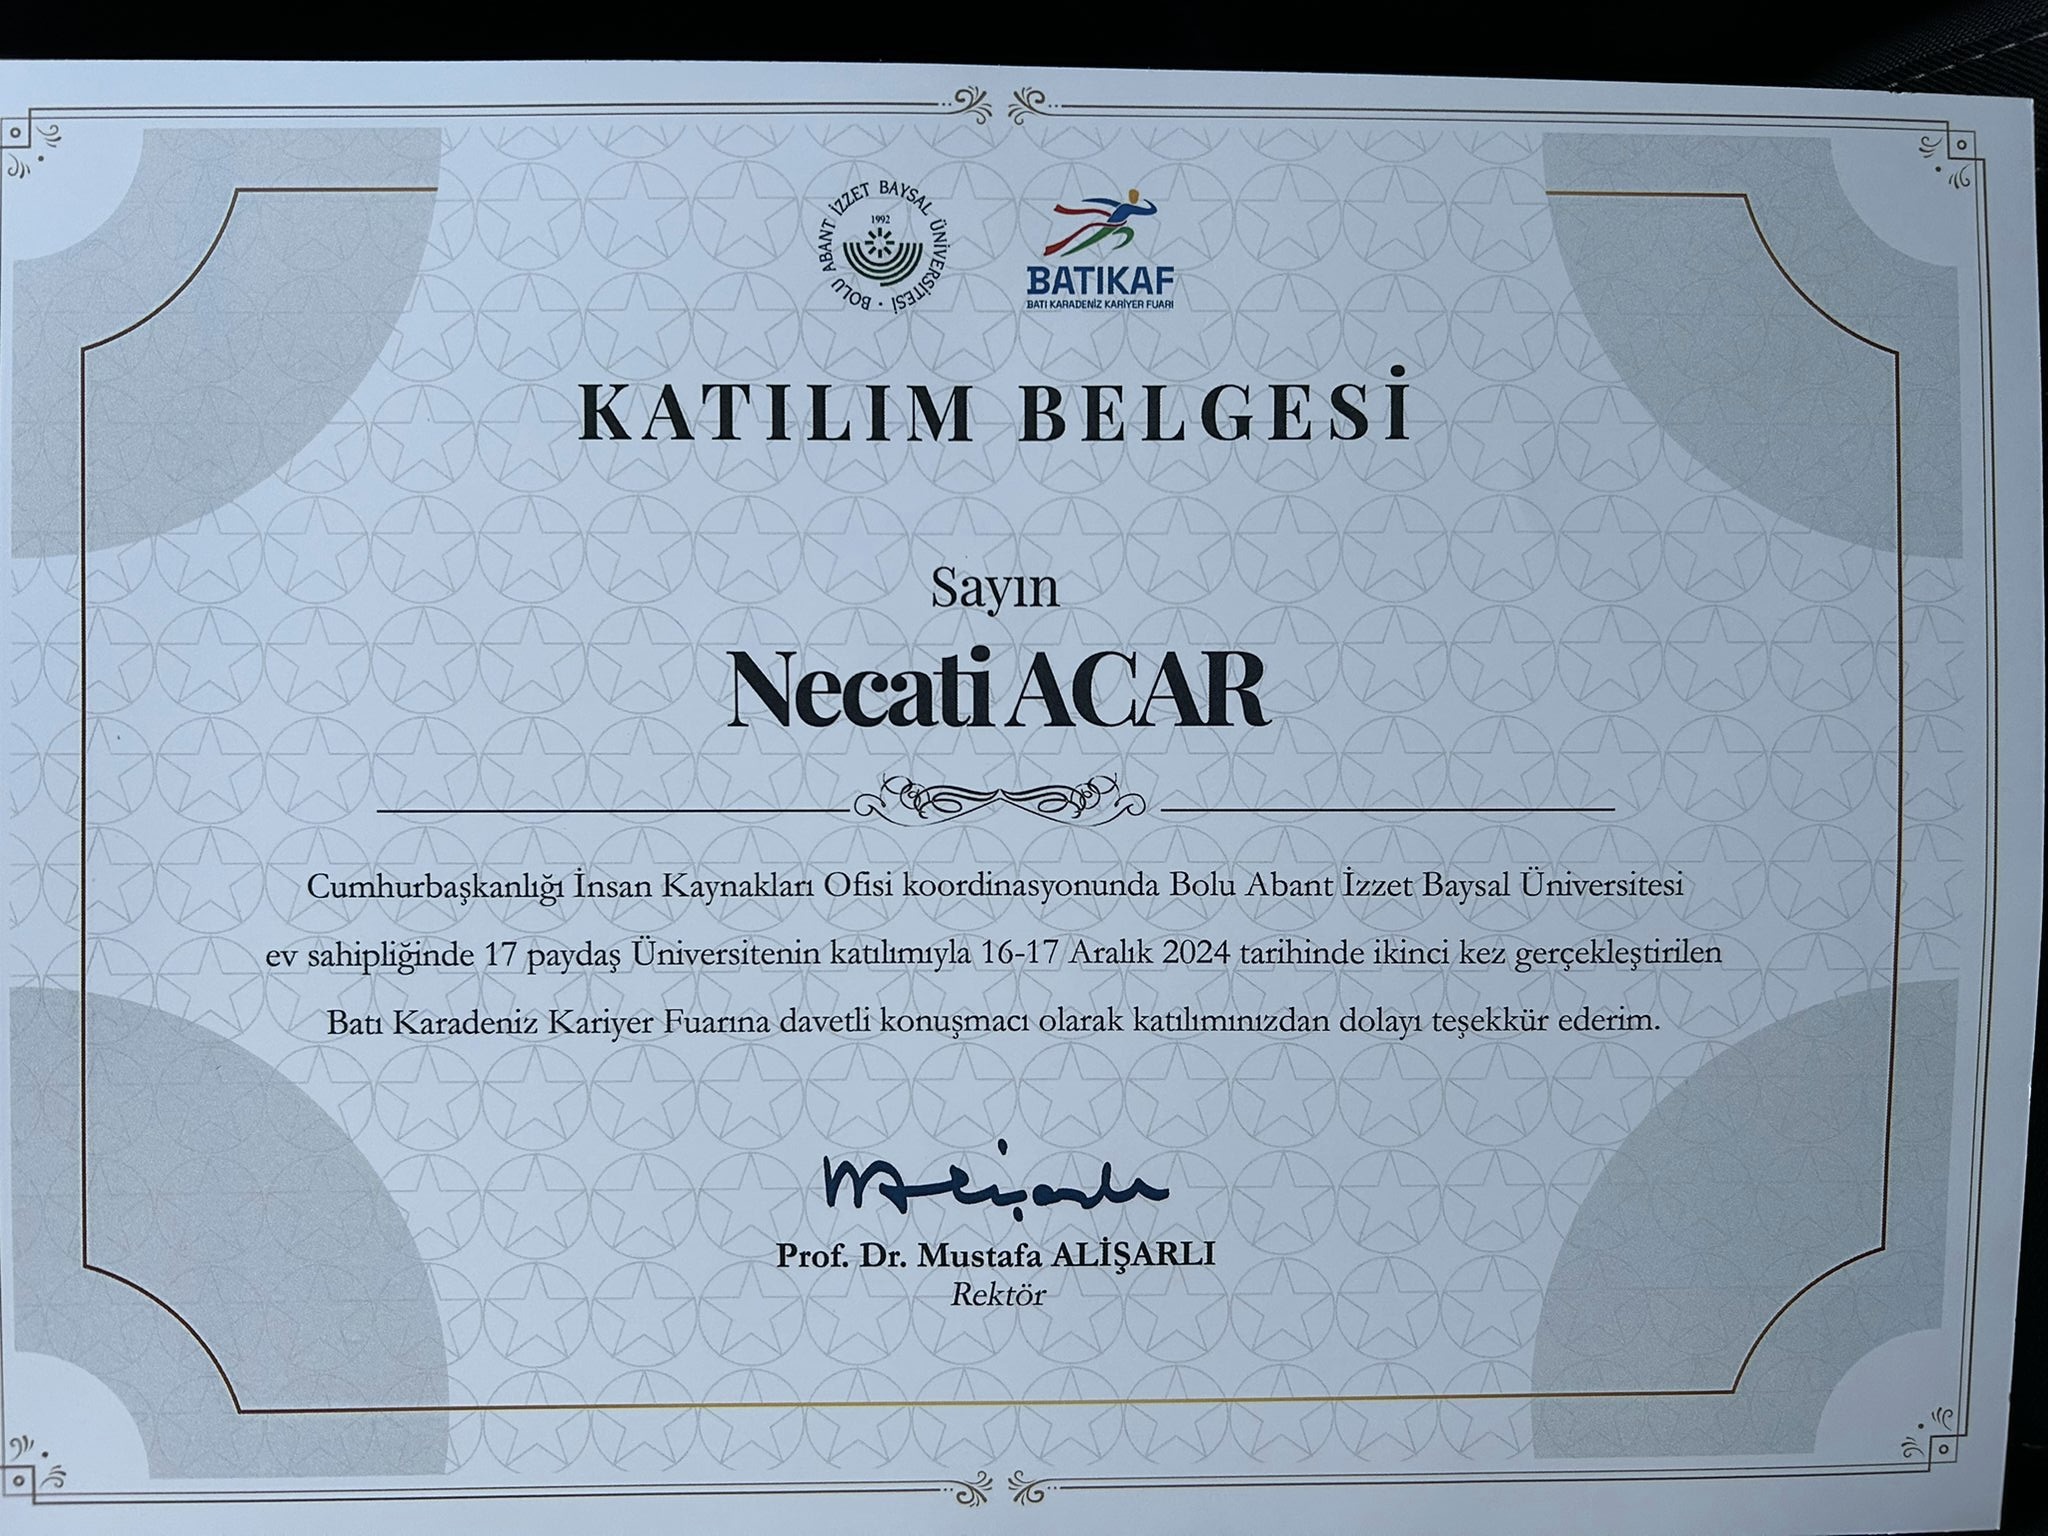 BOLU ABANT İZZET BAYSAL ÜNİVERSİTESİ
1992
BATIKAF
BATI KARADENİZ KARİYER FUARI
KATILIM BELGESİ
Sayın
Necati ACAR
Cumhurbaşkanlığı İnsan Kaynakları Ofisi koordinasyonunda Bolu Abant İzzet Baysal Üniversitesi
ev sahipliğinde 17 paydaş Üniversitenin katılımıyla 16-17 Aralık 2024 tarihinde ikinci kez gerçekleştirilen
Batı Karadeniz Kariyer Fuarına davetli konuşmacı olarak katılımınızdan dolayı teşekkür ederim.
Prof. Dr. Mustafa ALİŞARLI
Rektör